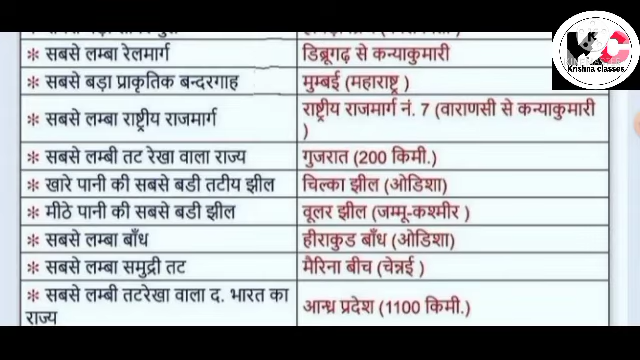 * सबसे लम्बा रेलमार्ग डिब्रूगढ़ से कन्याकुमारी
* सबसे बड़ा प्राकृतिक बन्दरगाह मुम्बई (महाराष्ट्र )
* सबसे लम्बा राष्ट्रीय राजमार्ग राष्ट्रीय राजमार्ग नं. 7 (वाराणसी से कन्याकुमारी
)
* सबसे लम्बी तट रेखा वाला राज्य गुजरात (200 किमी.)
* खारे पानी की सबसे बडी तटीय झील चिल्का झील (ओडिशा)
* मीठे पानी की सबसे बडी झील वूलर झील (जम्मू-कश्मीर )
* सबसे लम्बा बाँध हीराकुड बाँध (ओडिशा)
* सबसे लम्बा समुद्री तट मैरिना बीच (चेन्नई )
* सबसे लम्बी तटरेखा वाला द. भारत का
राज्य
आन्ध्र प्रदेश (1100 किमी.)
Krishna classes